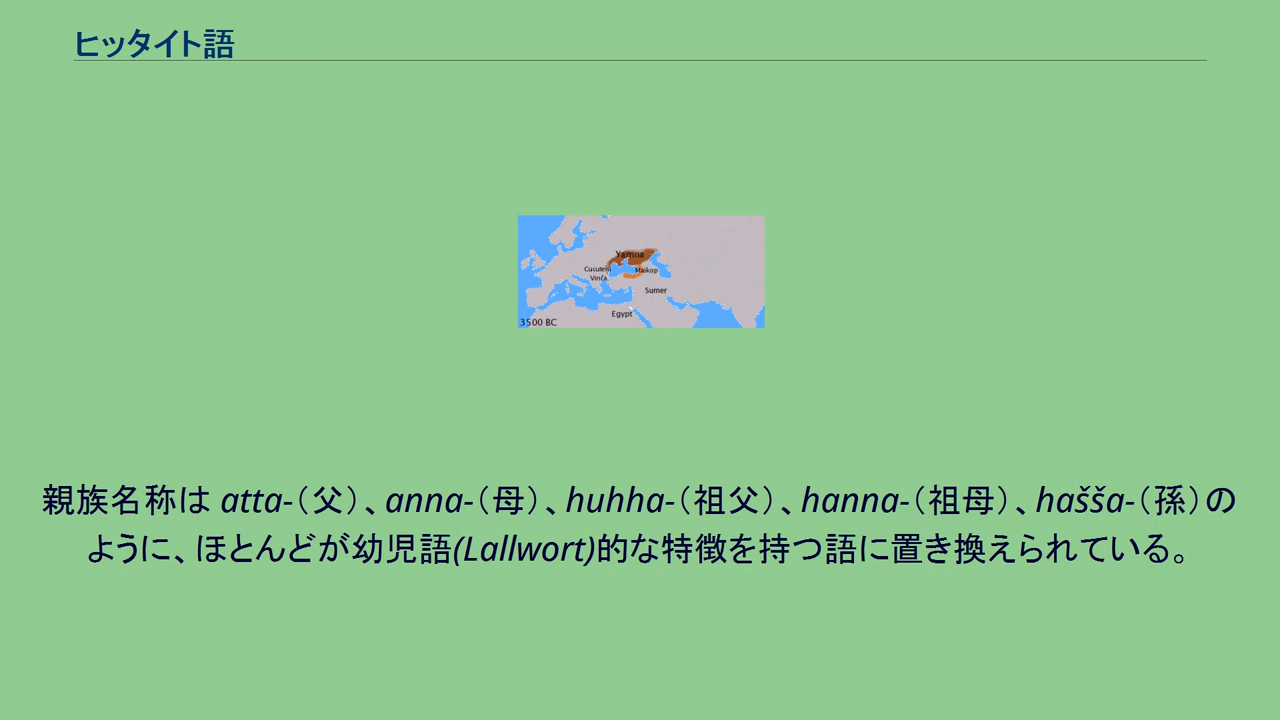 ヒッタイト語
Yamna
Cucuteni
Maikop
Vinča
Sumer
Egypt
3500 BC
親族名称は atta-(父)、anna-(母)、huhha-(祖父)、hanna-(祖母)、hašša-(孫)の
ように、ほとんどが幼児語(Lallwort)的な特徴を持つ語に置き換えられている。